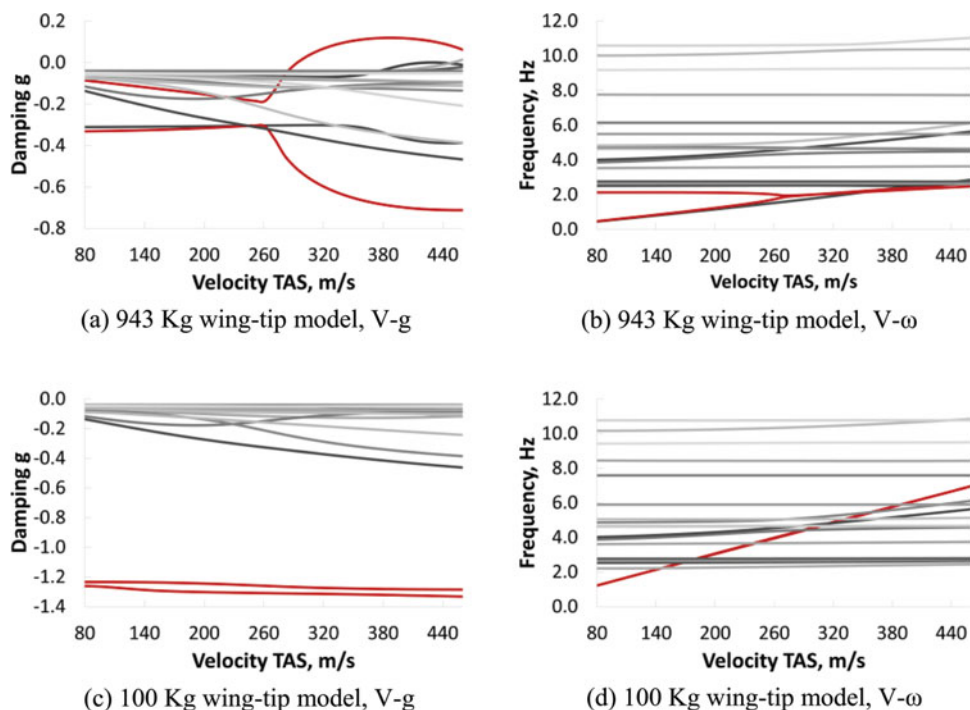 0.2
0.0
-0.2
-0.4
-0.6
-0.8
Damping g
80 140 200 260 320 380 440
Velocity TAS, m/s
(a) 943 Kg wing-tip model, V-g
12.0
10.0
8.0
6.0
4.0
2.0
0.0
Frequency, Hz
80 140 200 260 320 380 440
Velocity TAS, m/s
(b) 943 Kg wing-tip model, V-ω
0.0
-0.2
-0.4
-0.6
-0.8
-1.0
-1.2
-1.4
Damping g
80 140 200 260 320 380 440
Velocity TAS, m/s
(c) 100 Kg wing-tip model, V-g
12.0
10.0
8.0
6.0
4.0
2.0
0.0
Frequency, Hz
80 140 200 260 320 380 440
Velocity TAS, m/s
(d) 100 Kg wing-tip model, V-ω